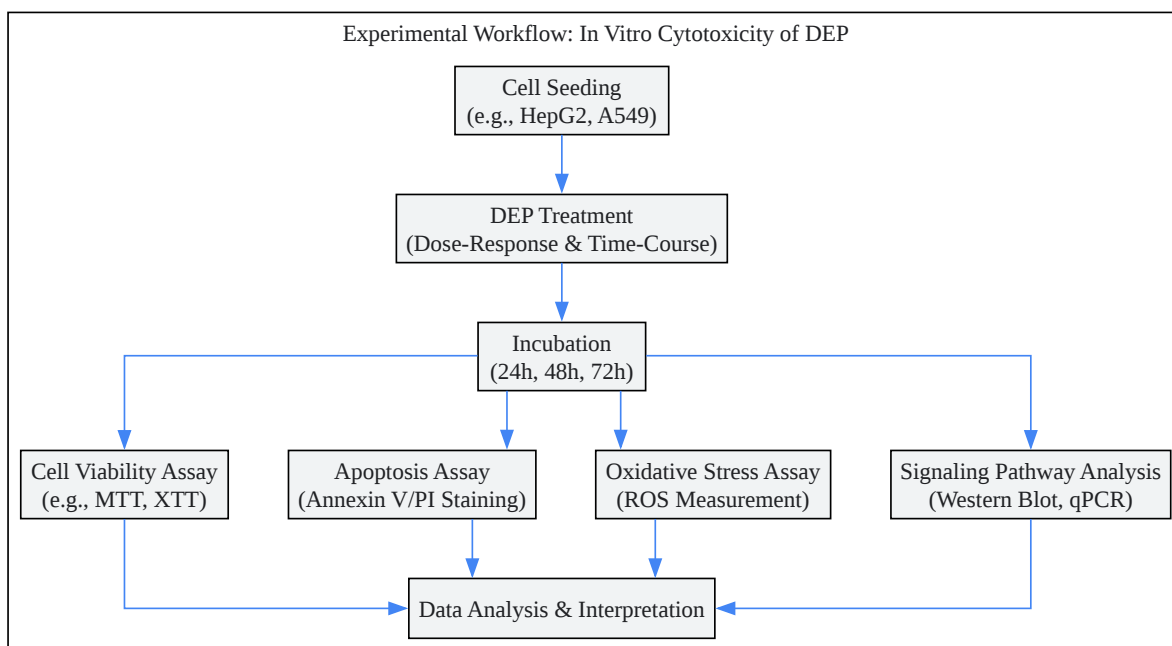 Experimental Workflow: In Vitro Cytotoxicity of DEP
Cell Seeding
(e.g., HepG2, A549)
DEP Treatment
(Dose-Response & Time-Course)
Incubation
(24h, 48h, 72h)
Cell Viability Assay
(e.g., MTT, XTT)
Apoptosis Assay
(Annexin V/PI Staining)
Oxidative Stress Assay
(ROS Measurement)
Signaling Pathway Analysis
(Western Blot, qPCR)
Data Analysis & Interpretation